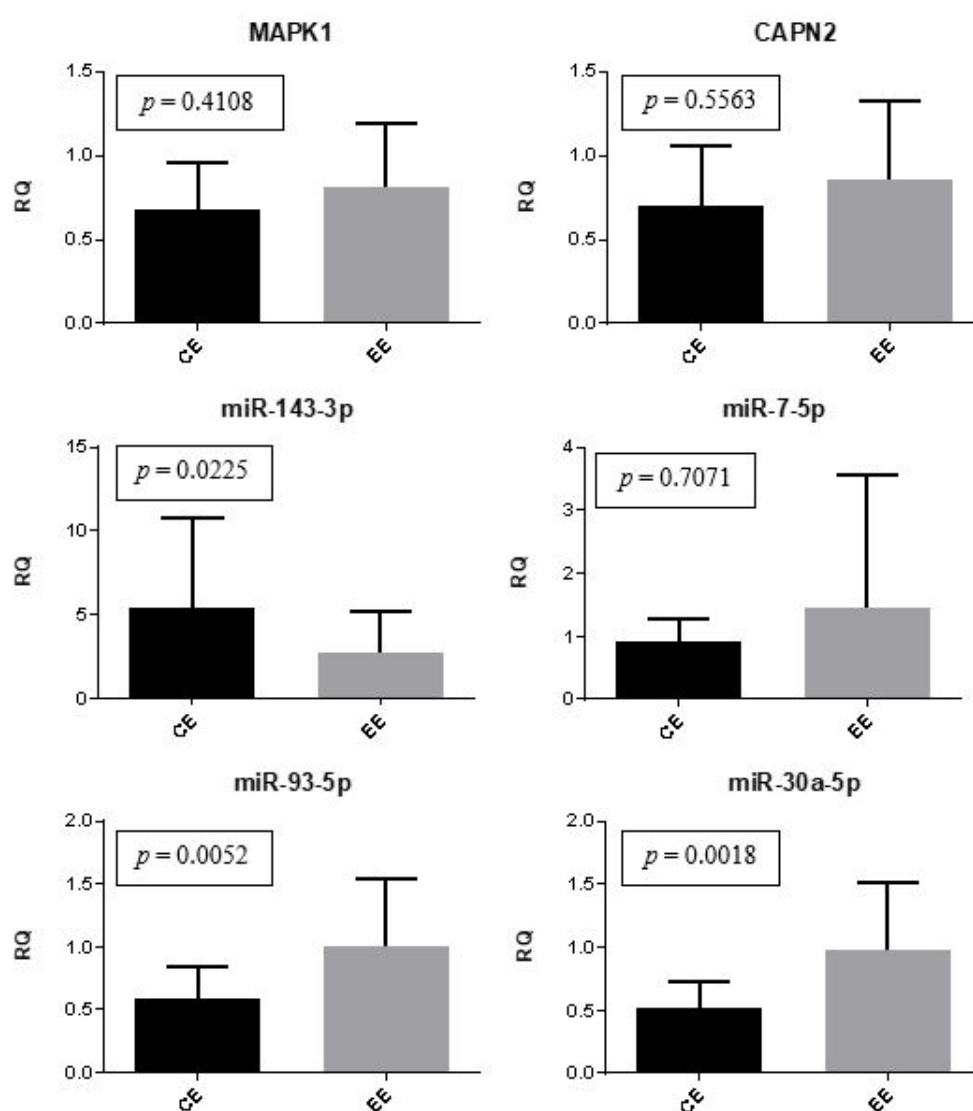 MAPK1
p = 0.4108
RQ
1.5
1.0
0.5
0.0
CE
EE
CAPN2
p = 0.5563
RQ
1.5
1.0
0.5
0.0
CE
EE
miR-143-3p
p = 0.0225
RQ
15
10
5
0
CE
EE
miR-7-5p
p = 0.7071
RQ
4
3
2
1
0
CE
EE
miR-93-5p
p = 0.0052
RQ
2.0
1.5
1.0
0.5
0.0
CE
EE
miR-30a-5p
p = 0.0018
RQ
2.0
1.5
1.0
0.5
0.0
CE
EE